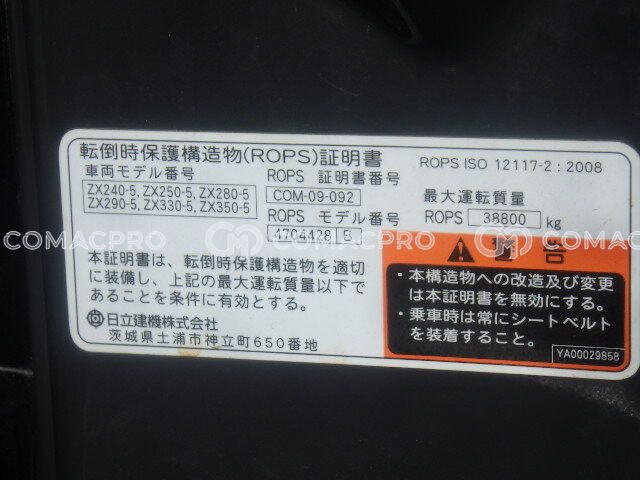 転倒時保護構造物(ROPS)証明書
ROPS ISO 12117-2 : 2008
車両モデル番号
ZX240-5, ZX250-5, ZX280-5
ZX290-5, ZX330-5, ZX350-5
ROPS 証明書番号
COM-09-092
ROPS モデル番号
4704428 B
最大運転質量
ROPS 38800 kg
本証明書は、転倒時保護構造物を適切
に装備し、上記の最大運転質量以下で
あることを条件に有効とする。
日立建機株式会社
茨城県土浦市神立町650番地
警告
・本構造物への改造及び変更
は本証明書を無効にする。
・乗車時は常にシートベルト
を装着すること。
YA00029858
COMACPRO COMACPRO COMACPRO